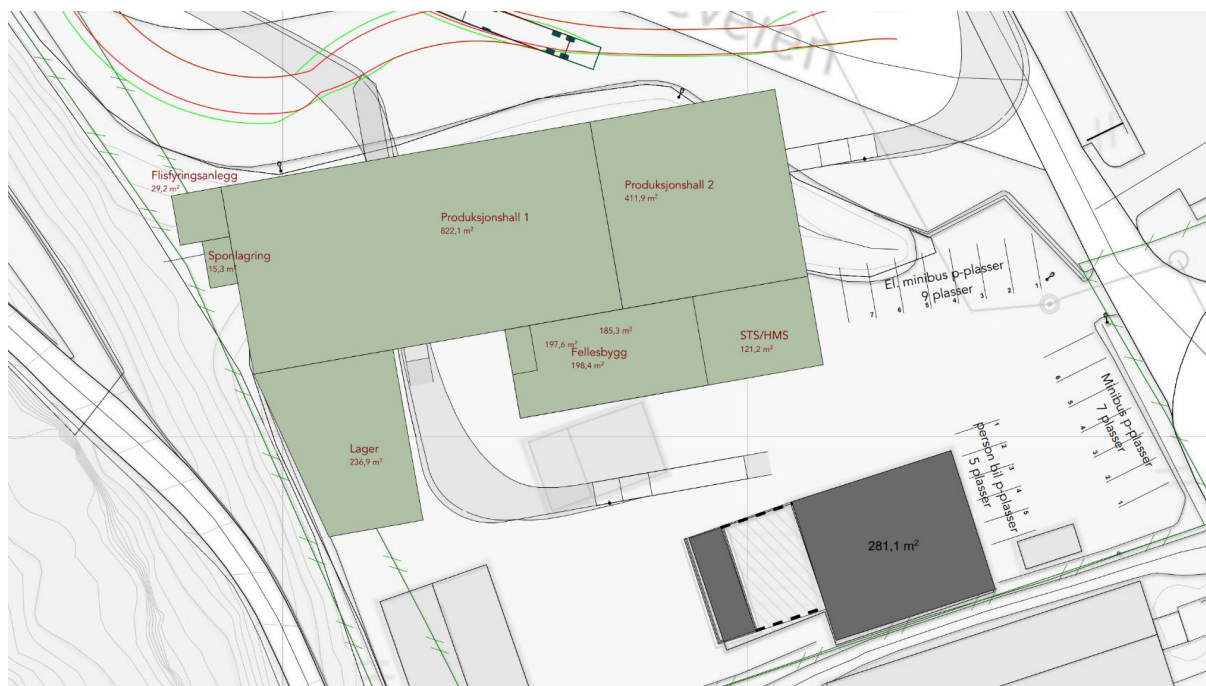 evelen
Flisfyringsanlegg
29,2 m²
Produksjonshall 1
822,1 m²
Produksjonshall 2
411,9 m²
Sponlagring
15,3 m²
185,3 m²
197,6 m²
Fellesbygg
198,4 m²
STS/HMS
121,2 m²
Lager
236,9 m²
El. minibus p-plasser
9 plasser
7
6
5
4
3
2
1
Minibus p-plasser
7 plasser
6
5
4
3
2
1
person bil p-plasser
5 plasser
1
2
3
4
5
281,1 m²